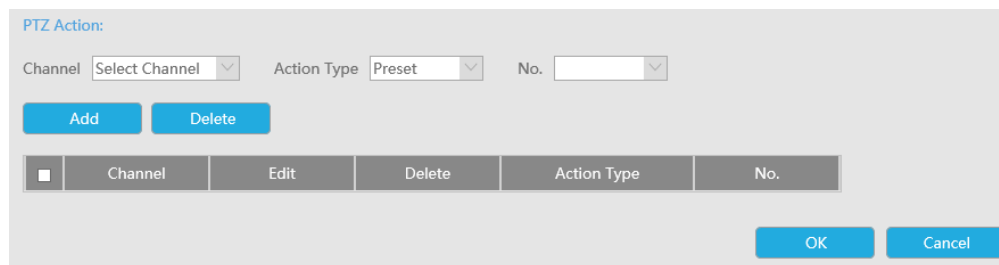 PTZ Action:
Channel Select Channel Action Type Preset No.
Add Delete
Channel Edit Delete Action Type No.
OK Cancel